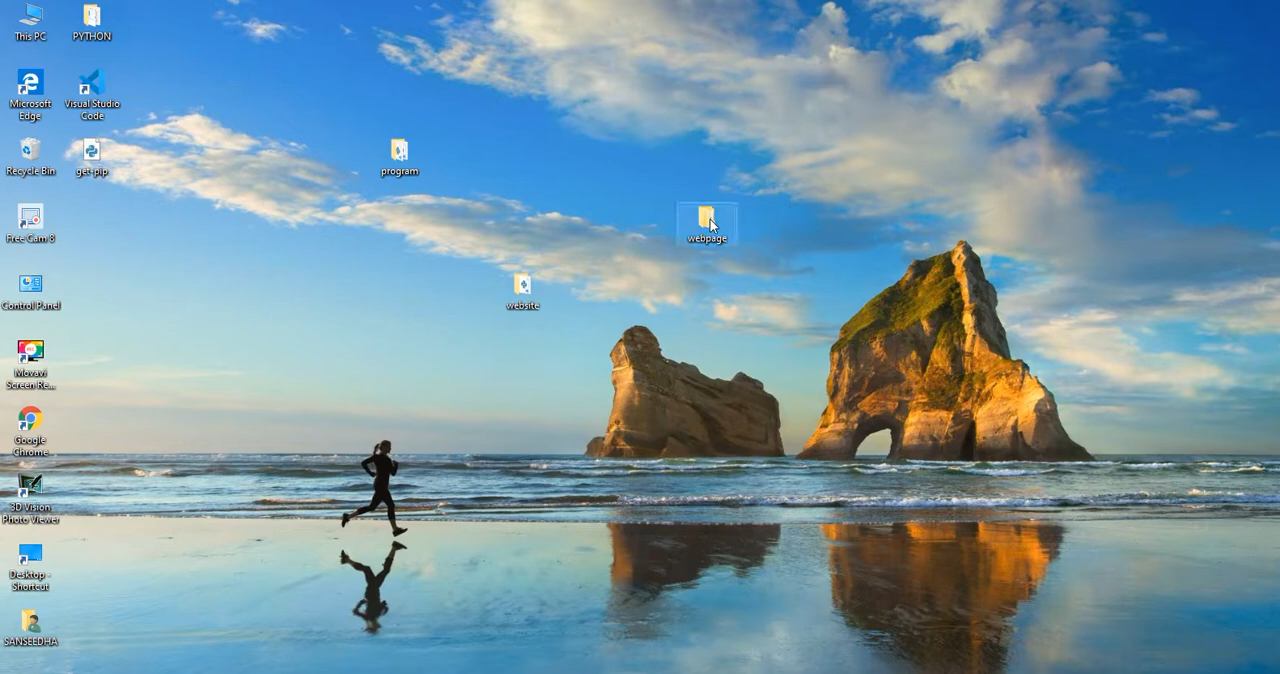 This PC
PYTHON
Microsoft
Edge
Visual Studio
Code
Recycle Bin
get-pip
program
Free Cam 8
webpage
Control Panel
website
Movavi
Screen Re...
Google
Chrome
3D Vision
Photo Viewer
Desktop -
Shortcut
SANSEEDHA